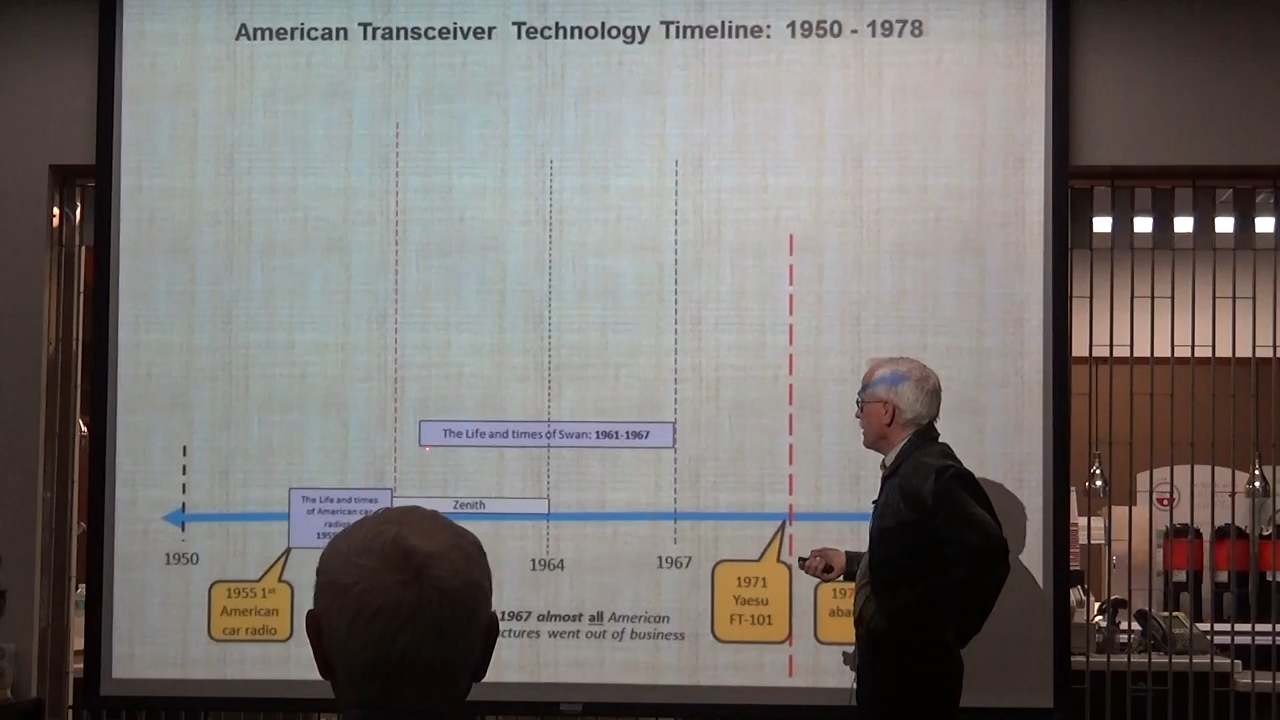 American Transceiver Technology Timeline: 1950 - 1978
The Life and times of Swan: 1961-1967
The Life and times
of American car
Zenith
1950
1964
1967
1955 1st
American
car radio
1967 almost all American
went out of business
1971
Yaesu
FT-101